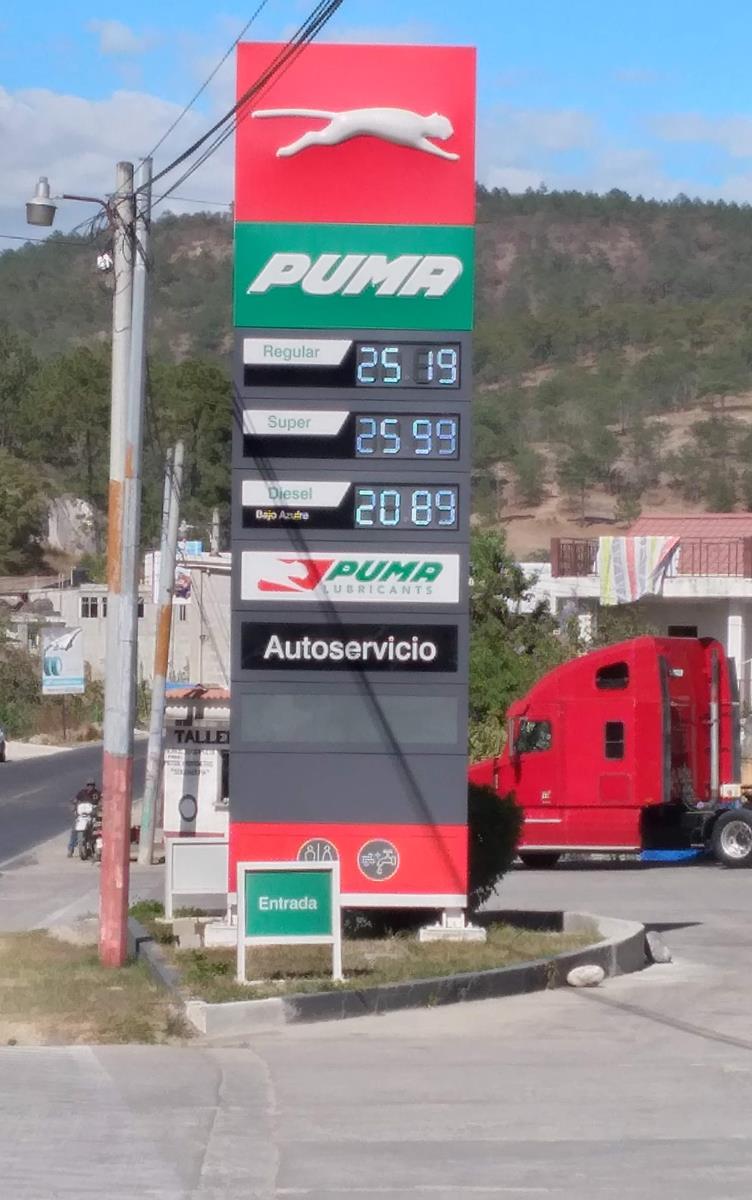 PUMA
Regular 25 19
Super 25 99
Diesel 20 89
Bajo Azufre
PUMA
LUBRICANTS
Autoservicio
TALLE
Entrada